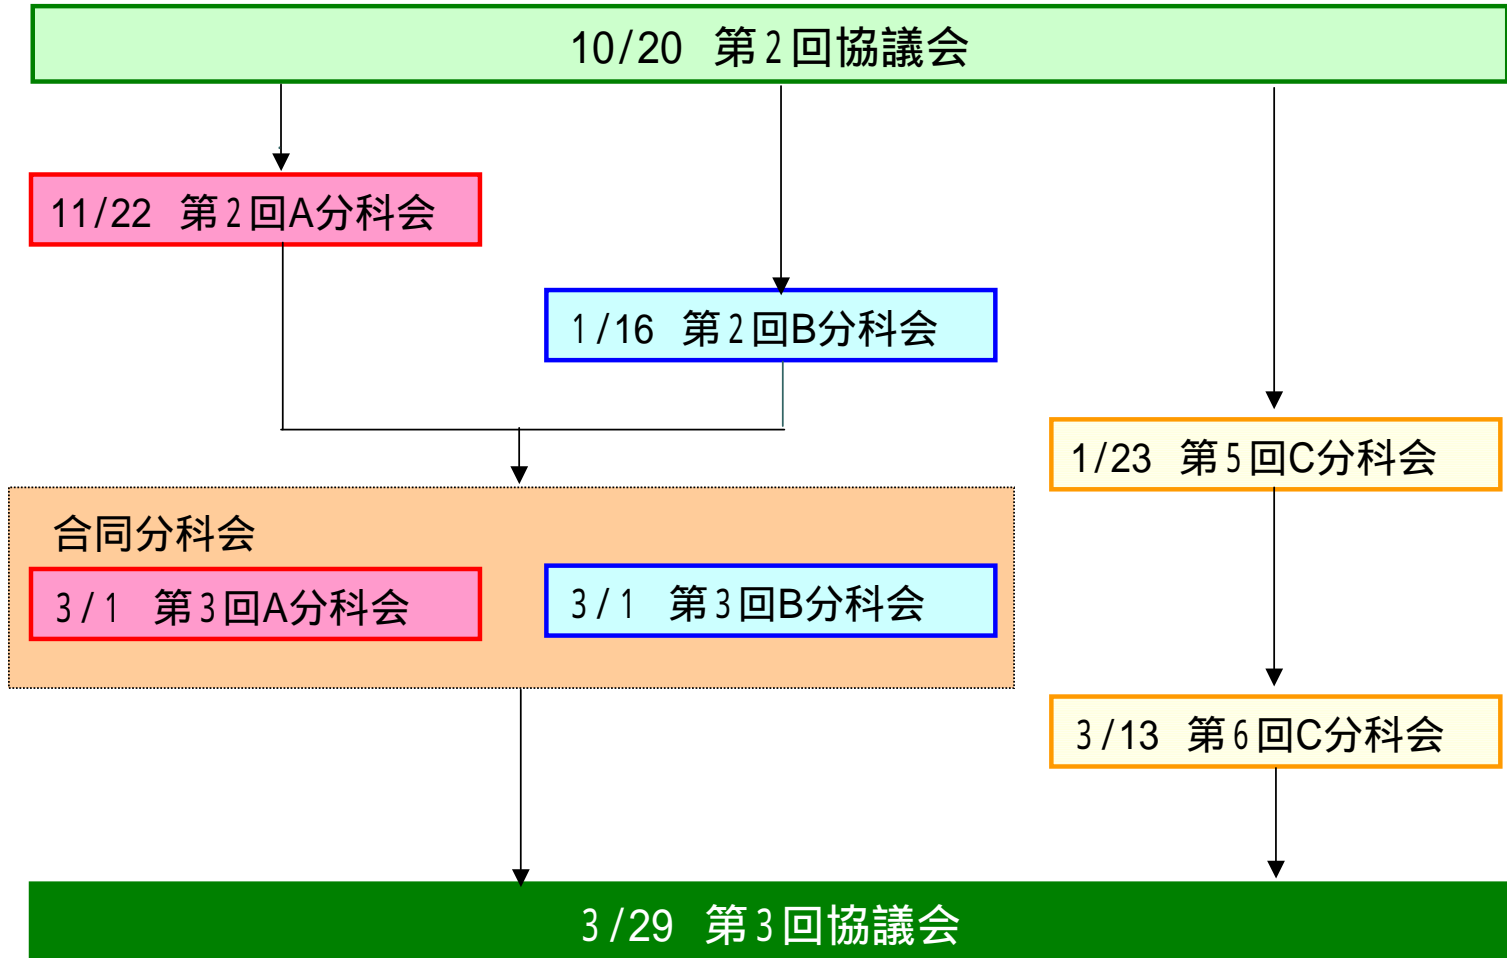 10/20 第2回協議会
11/22 第2回A分科会
1/16 第2回B分科会
1/23 第5回C分科会
合同分科会
3/1 第3回A分科会
3/1 第3回B分科会
3/13 第6回C分科会
3/29 第3回協議会